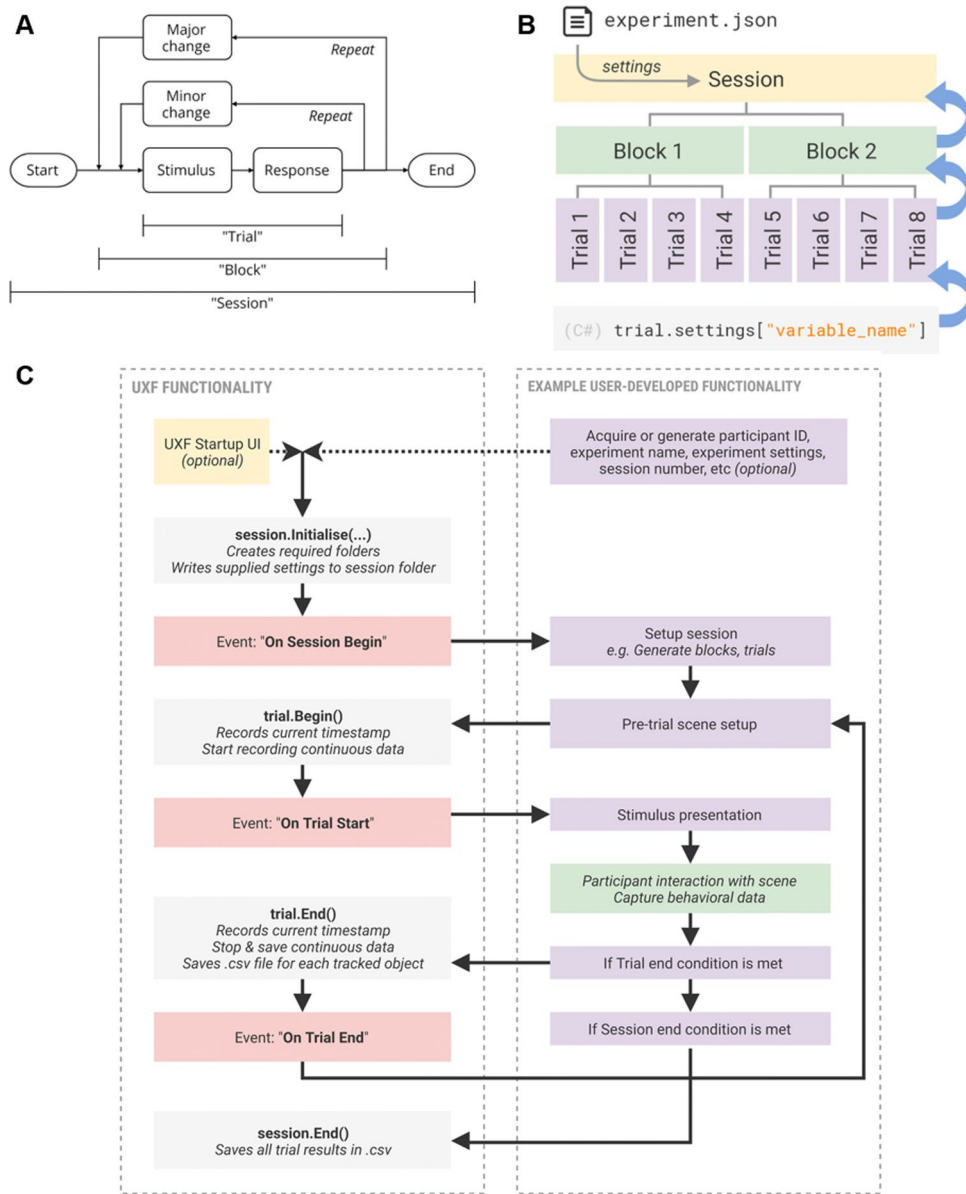 A
Major
change
Repeat
Minor
change
Repeat
Start
Stimulus
Response
End
"Trial"
"Block"
"Session"
B
experiment.json
settings
Session
Block 1
Block 2
Trial 1
Trial 2
Trial 3
Trial 4
Trial 5
Trial 6
Trial 7
Trial 8
(C#) trial.settings["variable_name"]
C
UXF FUNCTIONALITY
EXAMPLE USER-DEVELOPED FUNCTIONALITY
UXF Startup UI
(optional)
Acquire or generate participant ID,
experiment name, experiment settings,
session number, etc (optional)
session.Initialise(...)
Creates required folders
Writes supplied settings to session folder
Event: "On Session Begin"
Setup session
e.g. Generate blocks, trials
trial.Begin()
Records current timestamp
Start recording continuous data
Pre-trial scene setup
Event: "On Trial Start"
Stimulus presentation
Participant interaction with scene
Capture behavioral data
trial.End()
Records current timestamp
Stop & save continuous data
Saves .csv file for each tracked object
If Trial end condition is met
Event: "On Trial End"
If Session end condition is met
session.End()
Saves all trial results in .csv